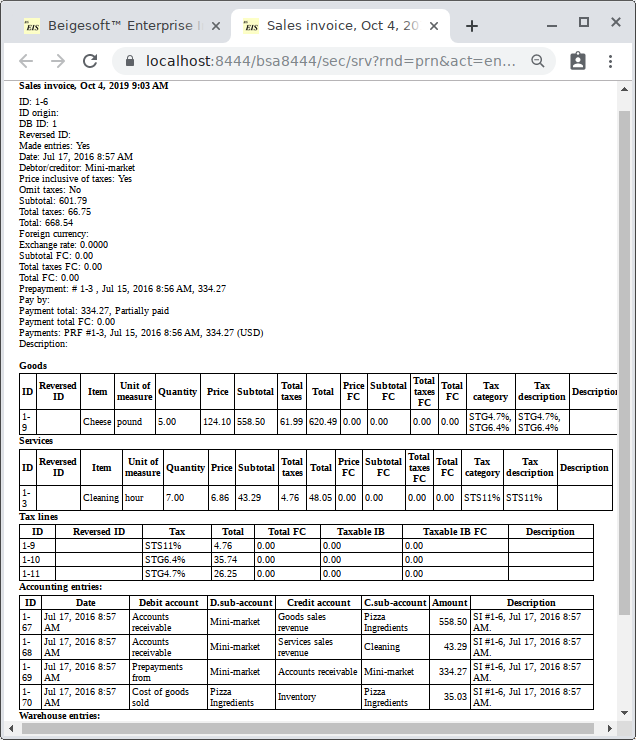 EIS Beigesoft™ Enterprise I
EIS Sales invoice, Oct 4, 20
localhost:8444/bsa8444/sec/srv?rnd=prn&act=en...
Sales invoice, Oct 4, 2019 9:03 AM
ID: 1-6
ID origin:
DB ID: 1
Reversed ID:
Made entries: Yes
Date: Jul 17, 2016 8:57 AM
Debtor/creditor: Mini-market
Price inclusive of taxes: Yes
Omit taxes: No
Subtotal: 601.79
Total taxes: 66.75
Total: 668.54
Foreign currency:
Exchange rate: 0.0000
Subtotal FC: 0.00
Total taxes FC: 0.00
Total FC: 0.00
Prepayment: # 1-3 , Jul 15, 2016 8:56 AM, 334.27
Pay by:
Payment total: 334.27, Partially paid
Payment total FC: 0.00
Payments: PRF #1-3, Jul 15, 2016 8:56 AM, 334.27 (USD)
Description:
Goods
ID Reversed ID Item Unit of measure Quantity Price Subtotal Total taxes Total Price FC Subtotal FC Total taxes FC Total FC Tax category Tax description Description
1-9 Cheese pound 5.00 124.10 558.50 61.99 620.49 0.00 0.00 0.00 0.00 STG4.7%, STG6.4% STG4.7%, STG6.4%
Services
ID Reversed ID Item Unit of measure Quantity Price Subtotal Total taxes Total Price FC Subtotal FC Total taxes FC Total FC Tax category Tax description Description
1-3 Cleaning hour 7.00 6.86 43.29 4.76 48.05 0.00 0.00 0.00 0.00 STS11% STS11%
Tax lines
ID Reversed ID Tax Total Total FC Taxable IB Taxable IB FC Description
1-9 STS11% 4.76 0.00 0.00 0.00
1-10 STG6.4% 35.74 0.00 0.00 0.00
1-11 STG4.7% 26.25 0.00 0.00 0.00
Accounting entries:
ID Date Debit account D.sub-account Credit account C.sub-account Amount Description
1-67 Jul 17, 2016 8:57 AM Accounts receivable Mini-market Goods sales revenue Pizza Ingredients 558.50 SI #1-6, Jul 17, 2016 8:57 AM.
1-68 Jul 17, 2016 8:57 AM Accounts receivable Mini-market Services sales revenue Cleaning 43.29 SI #1-6, Jul 17, 2016 8:57 AM.
1-69 Jul 17, 2016 8:57 AM Prepayments from Mini-market Accounts receivable Mini-market 334.27 SI #1-6, Jul 17, 2016 8:57 AM.
1-70 Jul 17, 2016 8:57 AM Cost of goods sold Pizza Ingredients Inventory Pizza Ingredients 35.03 SI #1-6, Jul 17, 2016 8:57 AM.
Warehouse entries: